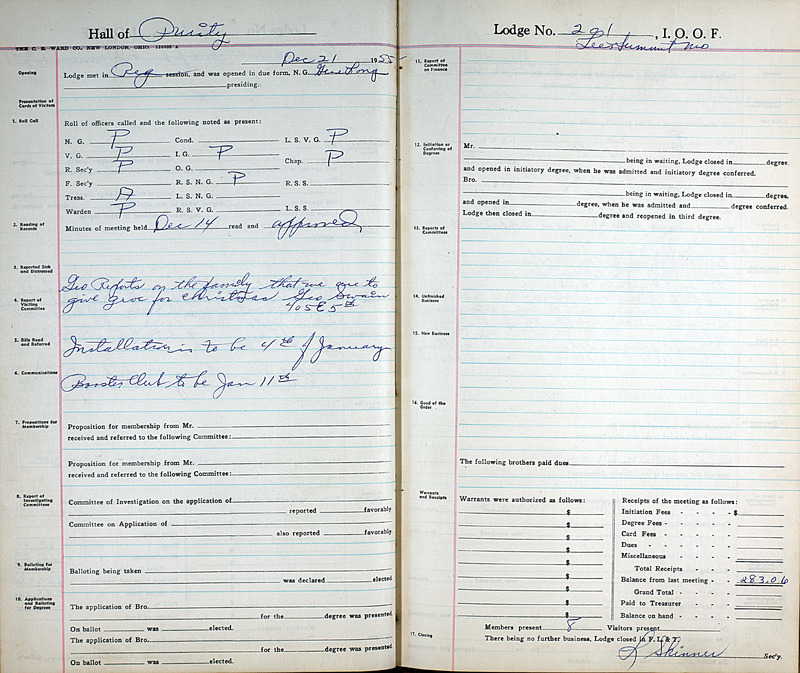 Hall of Purity
THE C. E. WARD CO., NEW LONDON, OHIO.
Dec 21 1955
Opening
Lodge met in Reg session, and was opened in due form, N. G. Gene Long
presiding.
Presentation of
Cards of Visitors
1. Roll Call
Roll of officers called and the following noted as present:
N. G. P Cond. L. S. V. G. P
V. G. P I. G. P Chap. P
R. Sec'y P O. G.
F. Sec'y R. S. N. G. P R. S. S.
Treas. A L. S. N. G.
Warden P R. S. V. G. L. S. S.
2. Reading of
Records
Minutes of meeting held Dec 14 read and approved
3. Reported Sick
and Distressed
Geo Reports on the family that we are to
4. Report of
Visiting
Committee
give for Christmas Geo Swain
405 E 5th
5. Bills Read
and Referred
Installation is to be 4th of January
6. Communications
Booster Club to be Jan 11th
7. Propositions for
Membership
Proposition for membership from Mr.
received and referred to the following Committee:
Proposition for membership from Mr.
received and referred to the following Committee:
8. Report of
Investigating
Committees
Committee of Investigation on the application of
reported favorably
Committee on Application of
also reported favorably
9. Balloting for
Membership
Balloting being taken
was declared elected.
10. Applications
and Balloting
for Degrees
The application of Bro.
for the degree was presented.
On ballot was elected.
The application of Bro.
for the degree was presented
On ballot was elected.
Lodge No. 291, I. O. O. F.
Lees Summit Mo
11. Report of
Committee
on Finance
12. Initiation or
Conferring of
Degrees
Mr.
being in waiting, Lodge closed in degree
and opened in initiatory degree, when he was admitted and initiatory degree conferred.
Bro.
being in waiting, Lodge closed in degree,
and opened in degree, when he was admitted and degree conferred.
Lodge then closed in degree and reopened in third degree.
13. Reports of
Committees
14. Unfinished
Business
15. New Business
16. Good of the
Order
The following brothers paid dues
Warrants
and Receipts
Warrants were authorized as follows:
$
$
$
$
$
$
$
$
$
Receipts of the meeting as follows:
Initiation Fees - - $
Degree Fees - - - -
Card Fees - - - -
Dues - - - - -
Miscellaneous - - - -
Total Receipts - -
Balance from last meeting - - 283.06
Grand Total - - -
Paid to Treasurer - - -
Balance on hand - - -
Members present 8 Visitors present
17. Closing
There being no further business, Lodge closed in F. L. & T.
L Skinner Sec'y.